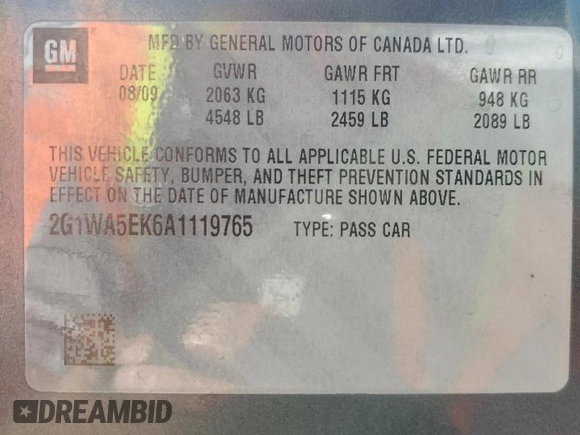 GM
MFD BY GENERAL MOTORS OF CANADA LTD.
DATE GVWR GAWR FRT GAWR RR
08/09 2063 KG 1115 KG 948 KG
4548 LB 2459 LB 2089 LB
THIS VEHICLE CONFORMS TO ALL APPLICABLE U.S. FEDERAL MOTOR
VEHICLE SAFETY, BUMPER, AND THEFT PREVENTION STANDARDS IN
EFFECT ON THE DATE OF MANUFACTURE SHOWN ABOVE.
2G1WA5EK6A1119765 TYPE: PASS CAR
DREAMBID